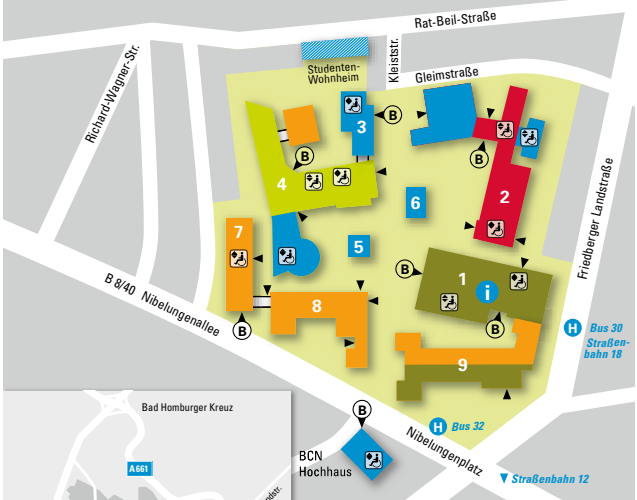 Rat-Beil-Straße
Richard-Wagner-Str.
Kleiststr.
Gleimstraße
Studenten-
Wohnheim
B
3
B
B
4
2
6
Friedberger Landstraße
7
5
B
1
i
B 8/40 Nibelungenallee
8
B
B
H Bus 30
Straßen-
bahn 18
9
B
H Bus 32
Bad Homburger Kreuz
BCN
Hochhaus
Nibelungenplatz
A661
Straßenbahn 12
ndstr.